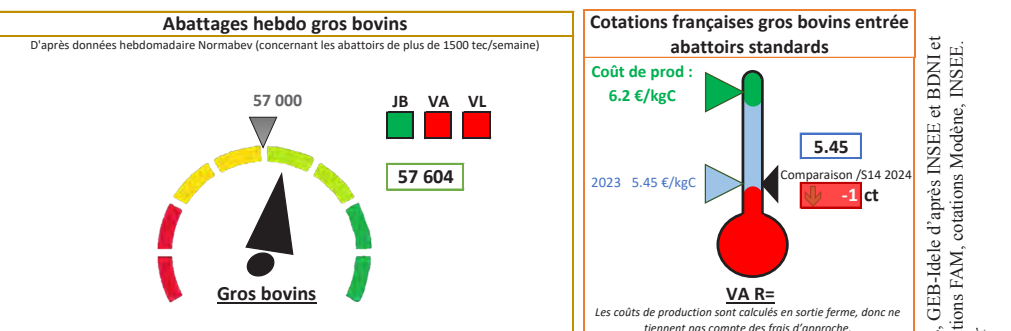 Abattages hebdo gros bovins
D'après données hebdomadaire Normabev (concernant les abattoirs de plus de 1500 tec/semaine)
57 000
JB VA VL
57 604
Gros bovins
Cotations françaises gros bovins entrée
abattoirs standards
Coût de prod :
6.2 €/kgC
5.45
2023 5.45 €/kgC
Comparaison /S14 2024
-1 ct
VA R=
Les coûts de production sont calculés en sortie ferme, donc ne
tiennent pas compte des frais d'approche.
GEB-Idele d'après INSEE et BDNI et
tions FAM, cotations Modène, INSEE.